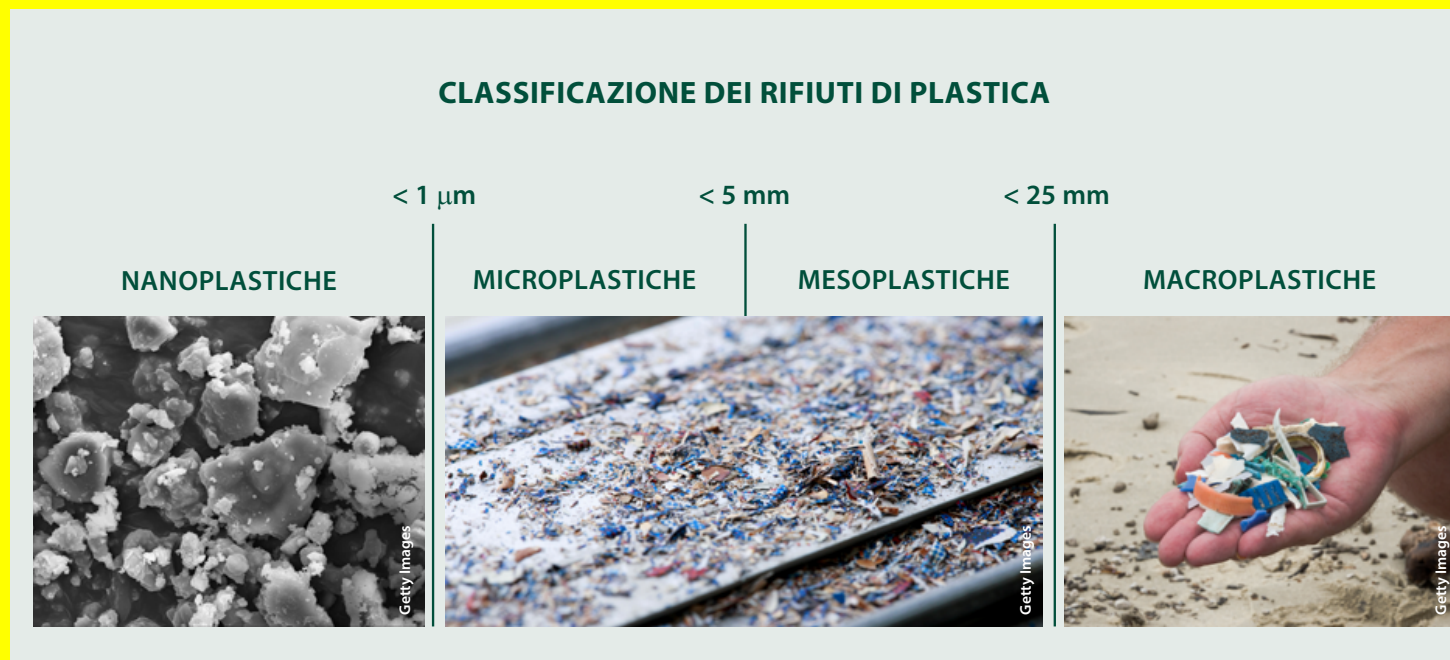 CLASSIFICAZIONE DEI RIFIUTI DI PLASTICA
< 1 μm
< 5 mm
< 25 mm
NANOPLASTICHE
MICROPLASTICHE
MESOPLASTICHE
MACROPLASTICHE
Getty Images
Getty Images
Getty Images